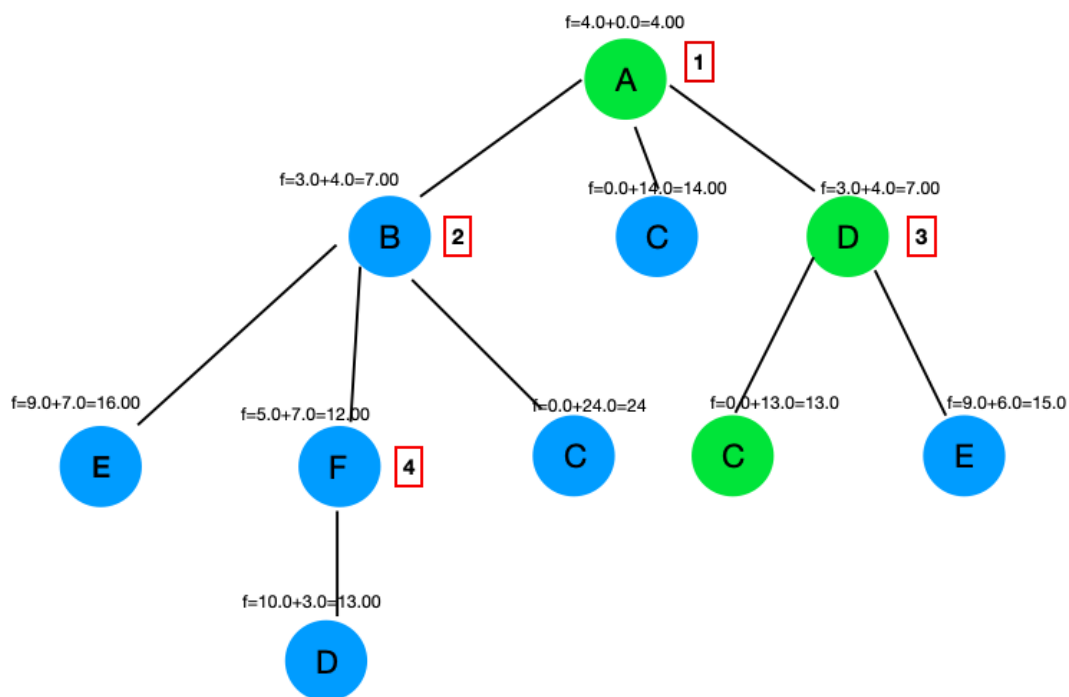 f=4.0+0.0=4.00
A
1
f=3.0+4.0=7.00
f=0.0+14.0=14.00
f=3.0+4.0=7.00
B
2
C
D
3
f=9.0+7.0=16.00
f=5.0+7.0=12.00
f=0.0+24.0=24
f=0.0+13.0=13.0
f=9.0+6.0=15.0
E
F
4
C
C
E
f=10.0+3.0=13.00
D